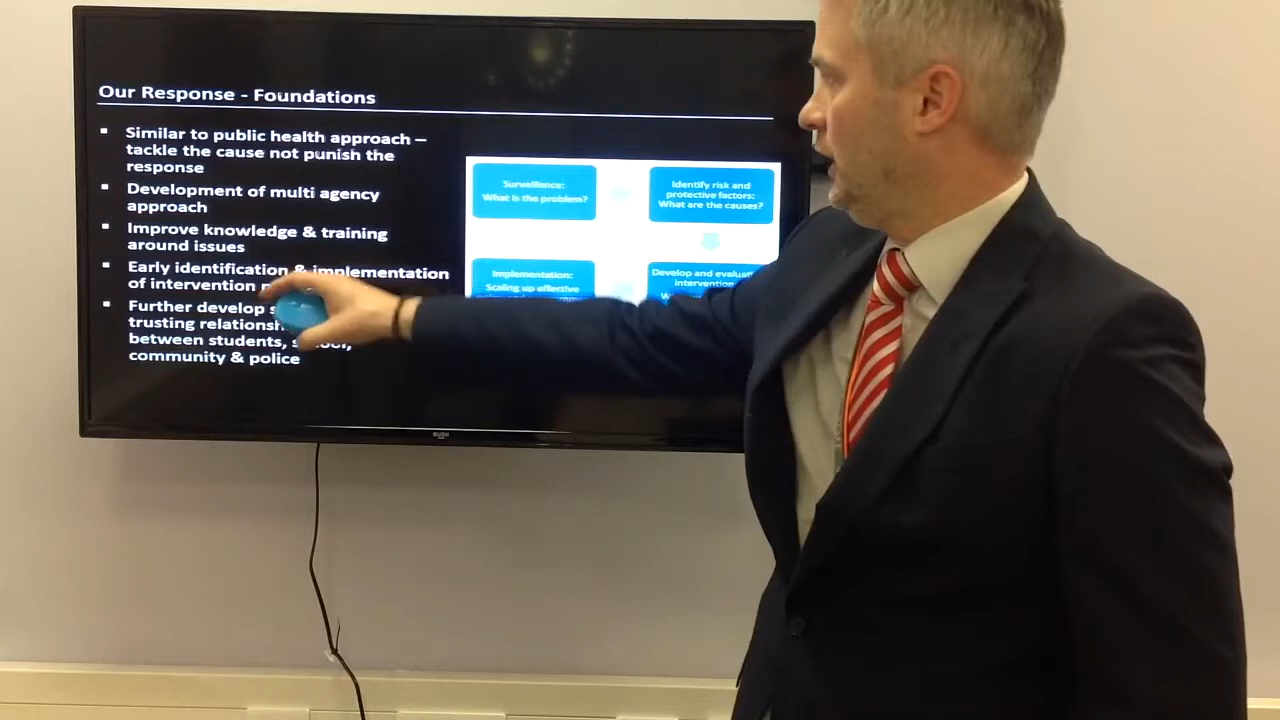 Our Response - Foundations
Similar to public health approach –
tackle the cause not punish the
response
Development of multi agency
approach
Improve knowledge & training
around issues
Early identification & implementation
of intervention
Further develop
trusting
between students,
community & police
Surveillance:
What is the problem?
Identify risk and
protective factors:
What are the causes?
Implementation:
Scaling up effective
Develop and
BUSH